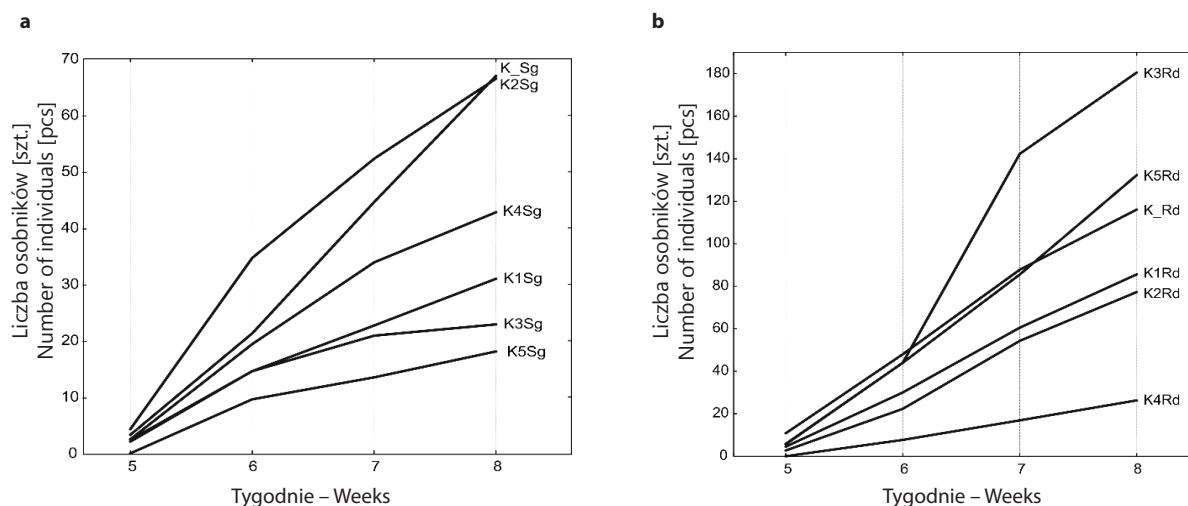 a
70
60
50
40
30
20
10
0
Liczba osobników [szt.]
Number of individuals [pcs]
K_Sg
K2Sg
K4Sg
K1Sg
K3Sg
K5Sg
5 6 7 8
Tygodnie – Weeks
b
180
160
140
120
100
80
60
40
20
0
Liczba osobników [szt.]
Number of individuals [pcs]
K3Rd
K5Rd
K_Rd
K1Rd
K2Rd
K4Rd
5 6 7 8
Tygodnie – Weeks